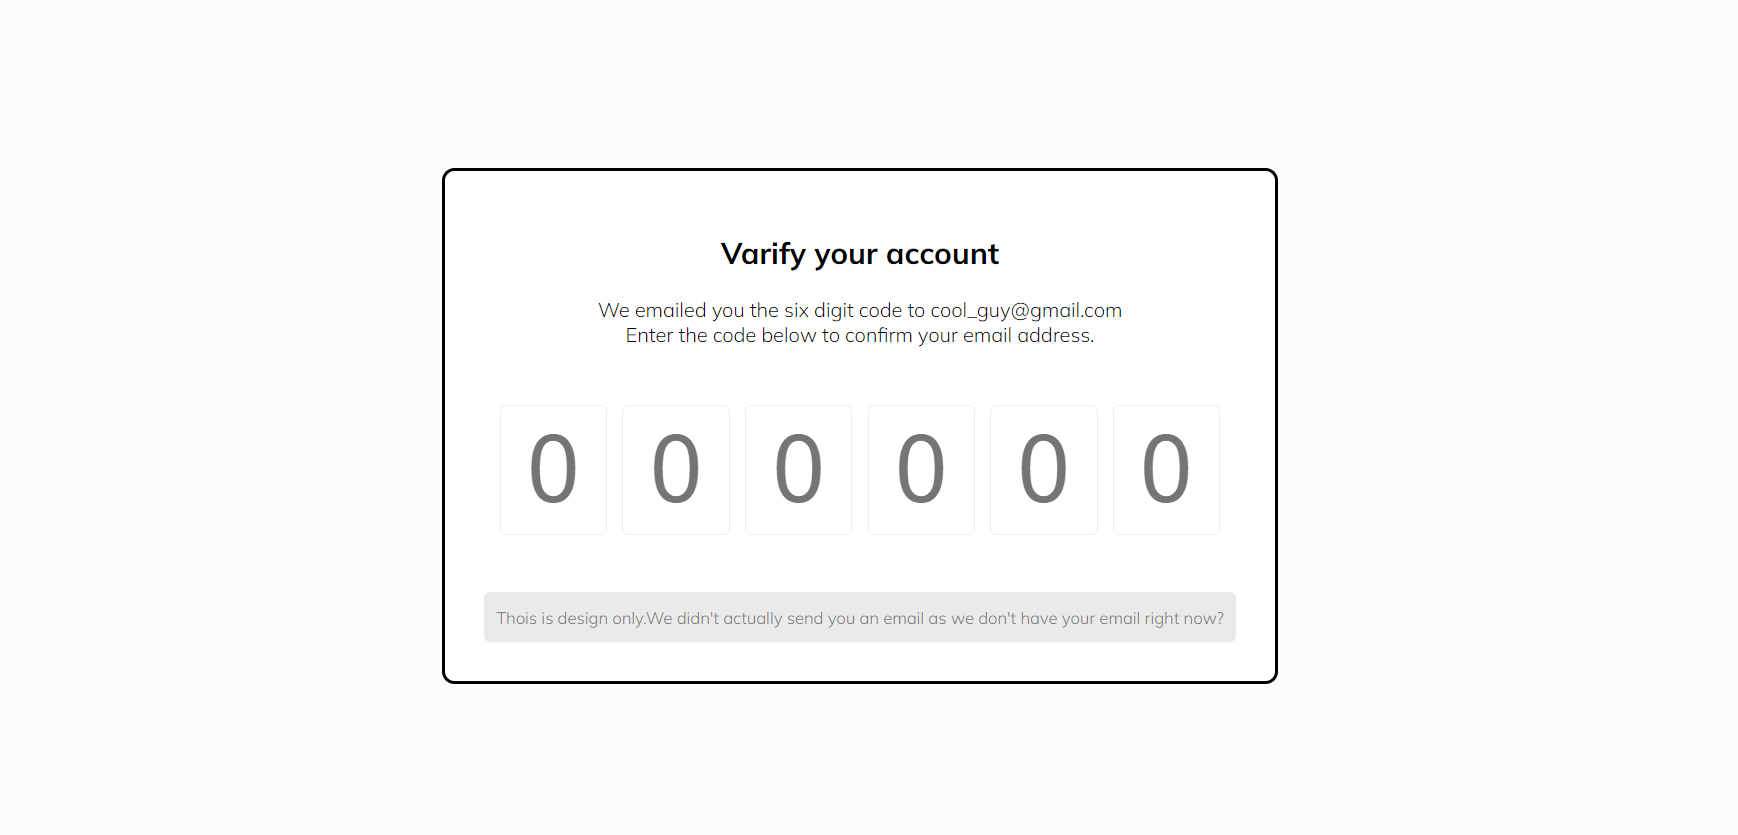 Varify your account
We emailed you the six digit code to cool_guy@gmail.com
Enter the code below to confirm your email address.
0 0 0 0 0 0
Thois is design only.We didn't actually send you an email as we don't have your email right now?